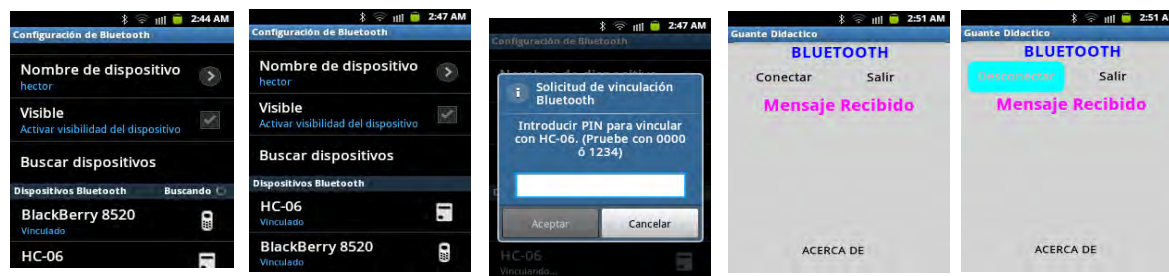 2:44 AM
Configuración de Bluetooth
Nombre de dispositivo
hector
Visible
Activar visibilidad del dispositivo
Buscar dispositivos
Dispositivos Bluetooth Buscando
BlackBerry 8520
Vinculado
HC-06
2:47 AM
Configuración de Bluetooth
Nombre de dispositivo
hector
Visible
Activar visibilidad del dispositivo
Buscar dispositivos
Dispositivos Bluetooth
HC-06
Vinculado
BlackBerry 8520
Vinculado
2:47 AM
Configuración de Bluetooth
Nombre de dispositivo
Solicitud de vinculación
Bluetooth
Introducir PIN para vincular
con HC-06. (Pruebe con 0000
ó 1234)
Aceptar Cancelar
HC-06
Vinculando...
2:51 AM
Guante Didactico
BLUETOOTH
Conectar Salir
Mensaje Recibido
ACERCA DE
2:51 A
Guante Didactico
BLUETOOTH
Desconectar Salir
Mensaje Recibido
ACERCA DE